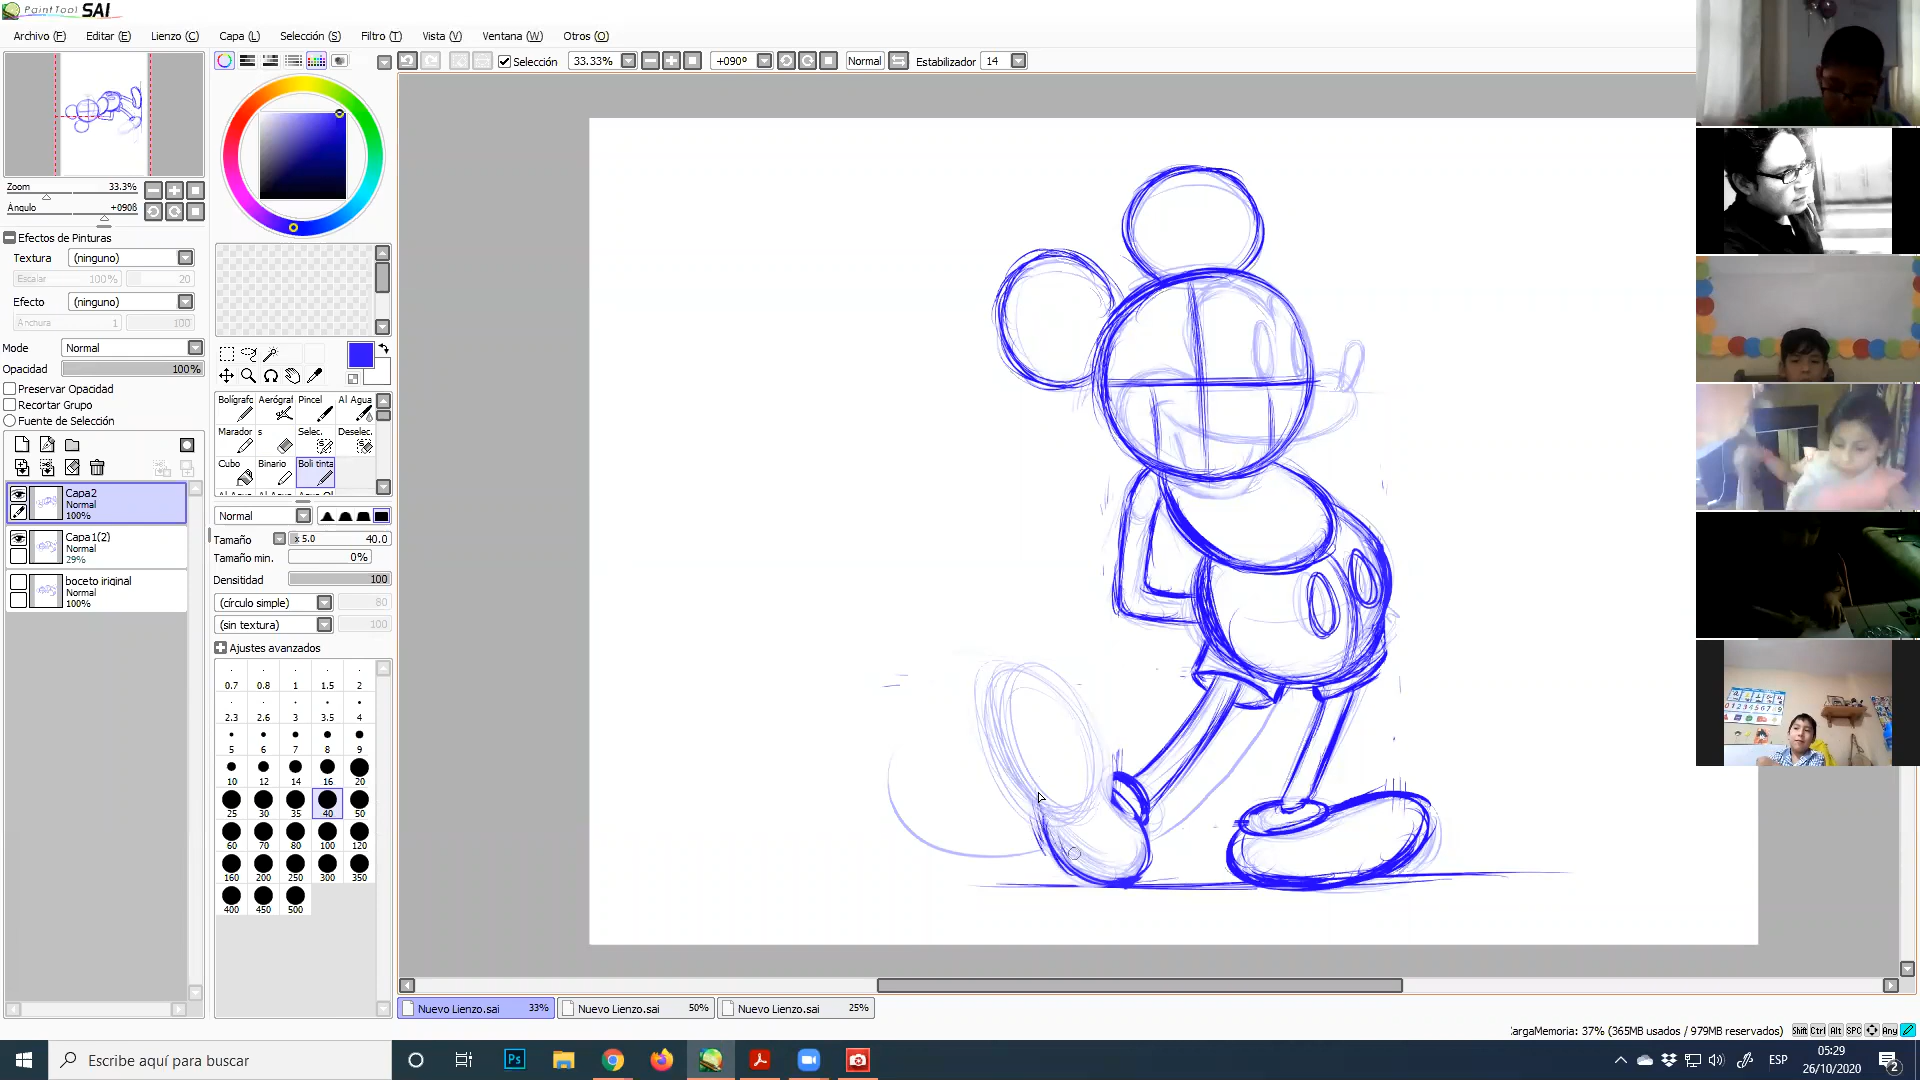 PaintTool SAI
Archivo (F) Editar (E) Lienzo (C) Capa (L) Selección (S) Filtro (T) Vista (V) Ventana (W) Otros (O)
Selección 33.33% +090º Normal Estabilizador 14
Zoom 33.3%
Ángulo +090º
Efectos de Pinturas
Textura (ninguno)
Escalar 100% 20
Efecto (ninguno)
Anchura 1 100
Mode Normal
Opacidad 100%
Preservar Opacidad
Recortar Grupo
Fuente de Selección
Capa2
Normal
100%
Capa1(2)
Normal
29%
boceto iriginal
Normal
100%
Bolígrafo Aerógraf Pincel Al Agua
Marador s Selec. Deselec.
Cubo Binario Boli tinta
Normal
Tamaño x 5.0 40.0
Tamaño min. 0%
Densitidad 100
(círculo simple) 80
(sin textura) 100
Ajustes avanzados
0.7 0.8 1 1.5 2
2.3 2.6 3 3.5 4
5 6 7 8 9
10 12 14 16 20
25 30 35 40 50
60 70 80 100 120
160 200 250 300 350
400 450 500
Nuevo Lienzo.sai 33% Nuevo Lienzo.sai 50% Nuevo Lienzo.sai 25%
CargaMemoria: 37% (365MB usados / 979MB reservados) Shift Ctrl Alt SPC Any
Escribe aquí para buscar
Ps
ESP
05:29
26/10/2020
2